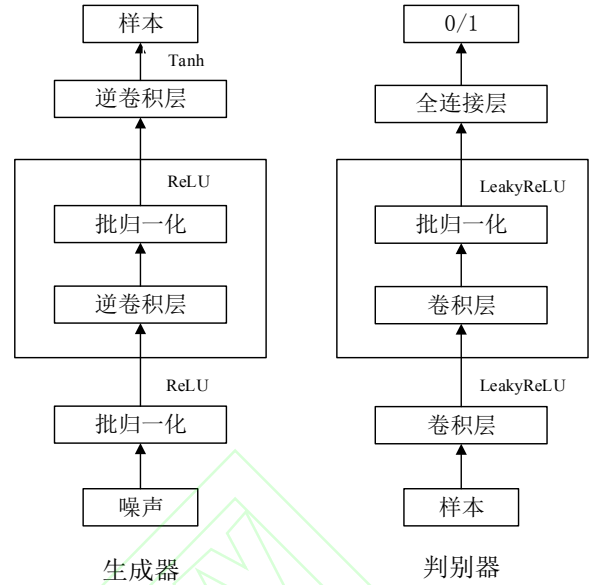 样本
Tanh
逆卷积层
ReLU
批归一化
逆卷积层
ReLU
批归一化
噪声
生成器
0/1
全连接层
LeakyReLU
批归一化
卷积层
LeakyReLU
卷积层
样本
判别器